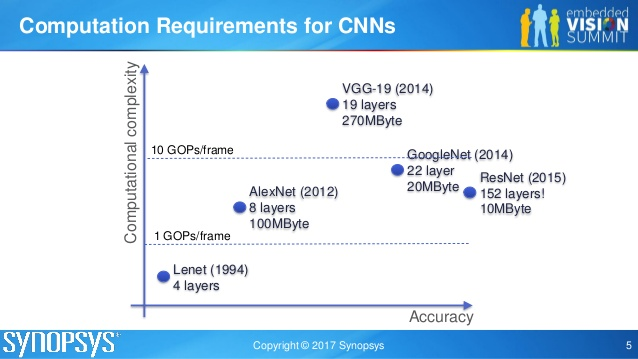 Computation Requirements for CNNs
embedded
VISION
SUMMIT
Computational complexity
VGG-19 (2014)
19 layers
270MByte
10 GOPs/frame
GoogleNet (2014)
22 layer
20MByte
ResNet (2015)
152 layers!
10MByte
AlexNet (2012)
8 layers
100MByte
1 GOPs/frame
Lenet (1994)
4 layers
Accuracy
SYNOPSYS®
Copyright © 2017 Synopsys
5